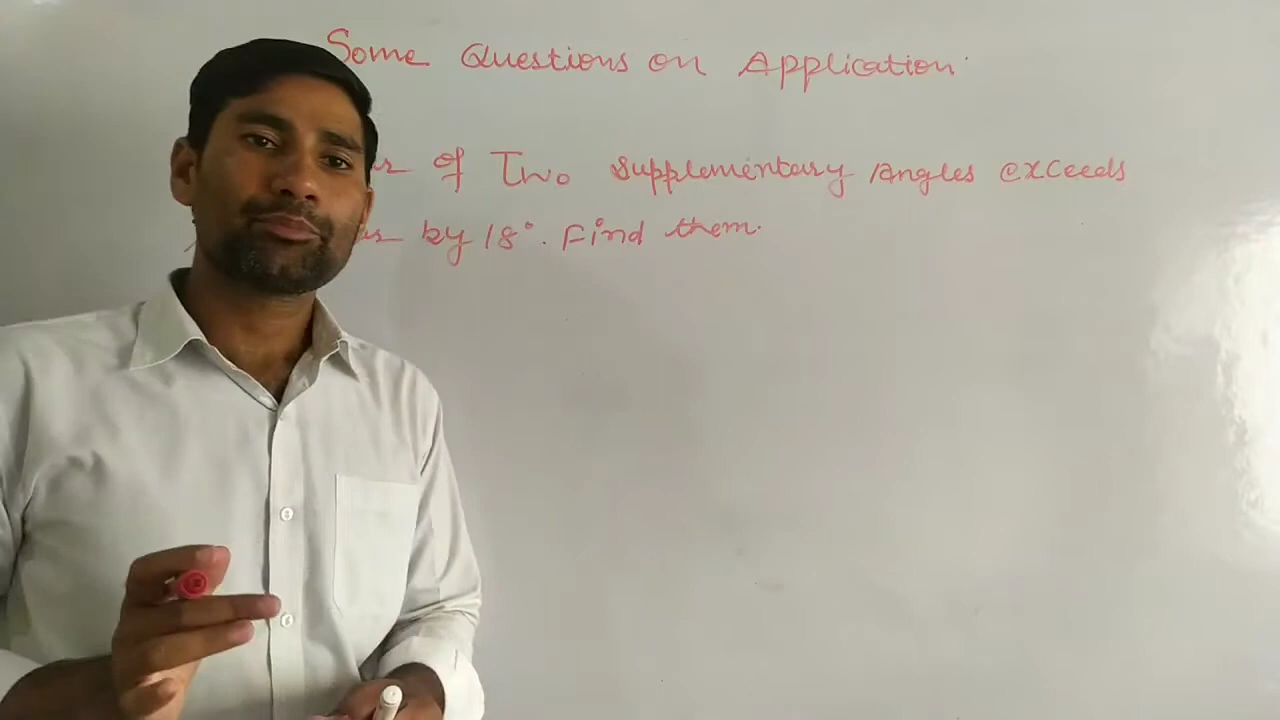 Some Questions on Application.
of Two Supplementary Angles exceeds
by 18°. Find them.